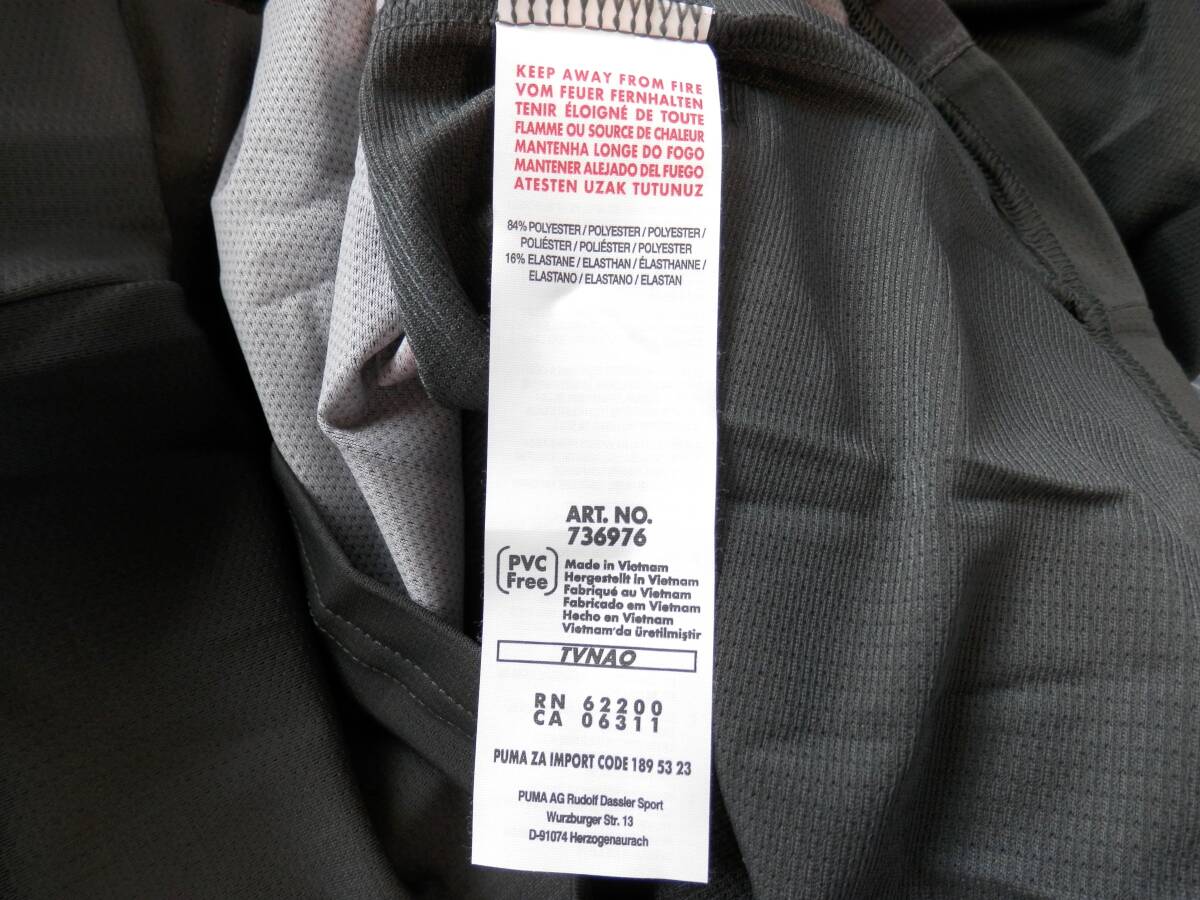 KEEP AWAY FROM FIRE
VOM FEUER FERNHALTEN
TENIR ÉLOIGNÉ DE TOUTE
FLAMME OU SOURCE DE CHALEUR
MANTENHA LONGE DO FOGO
MANTENER ALEJADO DEL FUEGO
ATESTEN UZAK TUTUNUZ
84% POLYESTER / POLYESTER / POLYESTER /
POLIÉSTER / POLIÉSTER / POLYESTER
16% ELASTANE / ELASTHAN / ÉLASTHANNE /
ELASTANO / ELASTANO / ELASTAN
ART. NO.
736976
PVC
Free
Made in Vietnam
Hergestellt in Vietnam
Fabriqué au Vietnam
Fabricado em Vietnam
Hecho en Vietnam
Vietnam'da üretilmiştir
TVNAO
RN 62200
CA 06311
PUMA ZA IMPORT CODE 189 53 23
PUMA AG Rudolf Dassler Sport
Wurzburger Str. 13
D-91074 Herzogenaurach